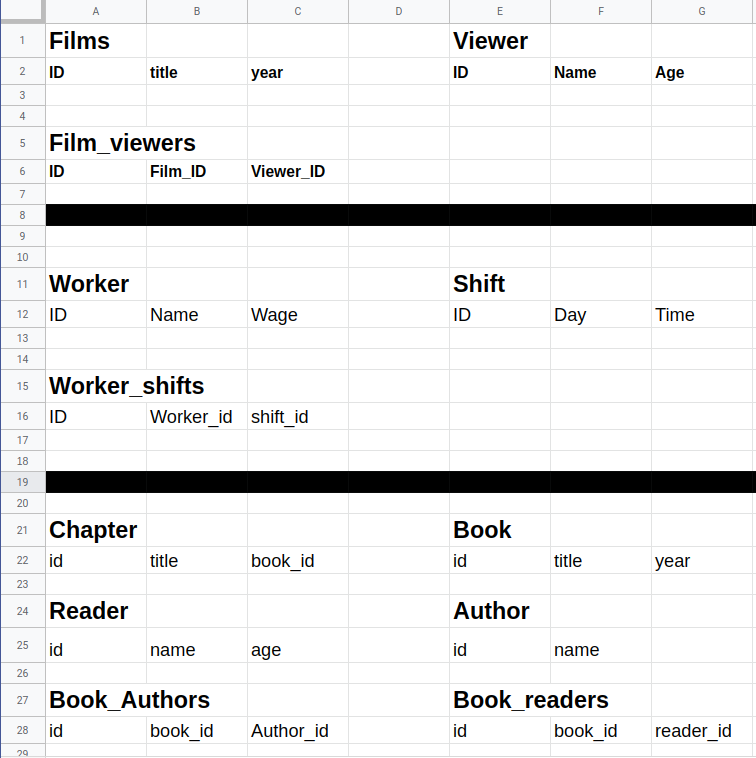 A B C D E F G
1 Films Viewer
2 ID title year ID Name Age
3
4
5 Film_viewers
6 ID Film_ID Viewer_ID
7
8
9
10
11 Worker Shift
12 ID Name Wage ID Day Time
13
14
15 Worker_shifts
16 ID Worker_id shift_id
17
18
19
20
21 Chapter Book
22 id title book_id id title year
23
24 Reader Author
25 id name age id name
26
27 Book_Authors Book_readers
28 id book_id Author_id id book_id reader_id
29